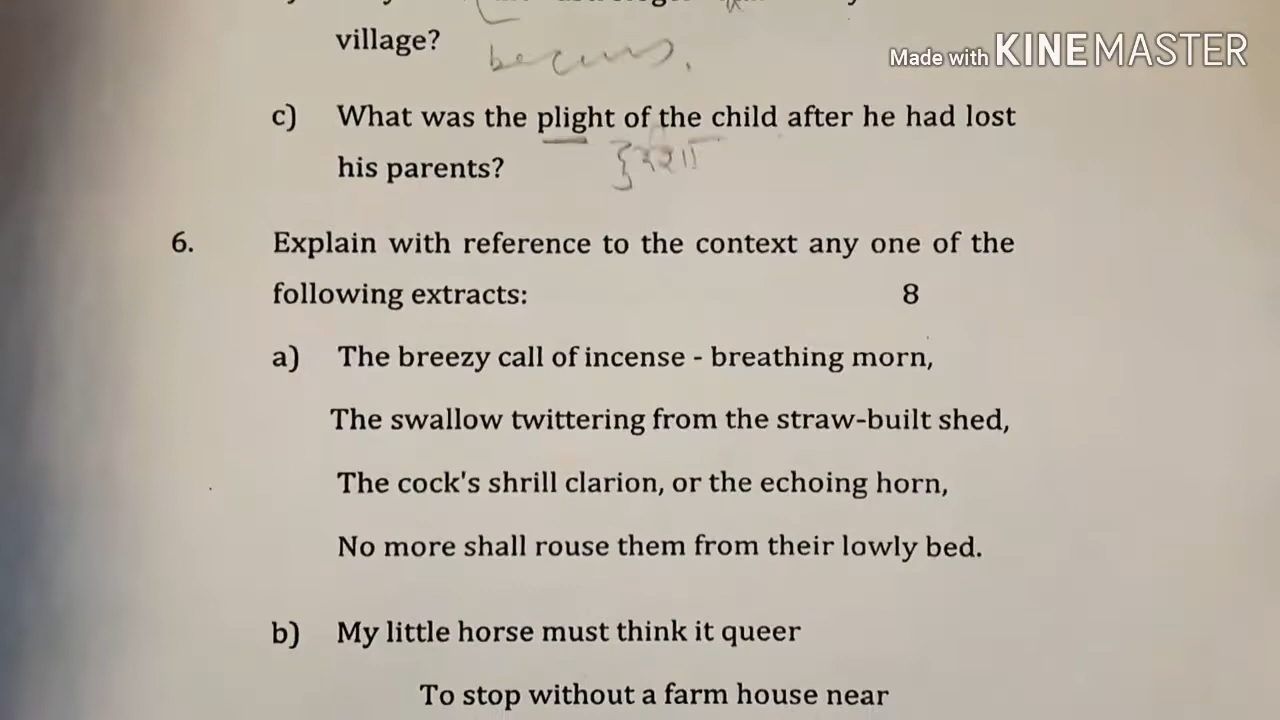 village?
Made with KINEMASTER
c) What was the plight of the child after he had lost
his parents?
6. Explain with reference to the context any one of the
following extracts: 8
a) The breezy call of incense - breathing morn,
The swallow twittering from the straw-built shed,
The cock's shrill clarion, or the echoing horn,
No more shall rouse them from their lowly bed.
b) My little horse must think it queer
To stop without a farm house near